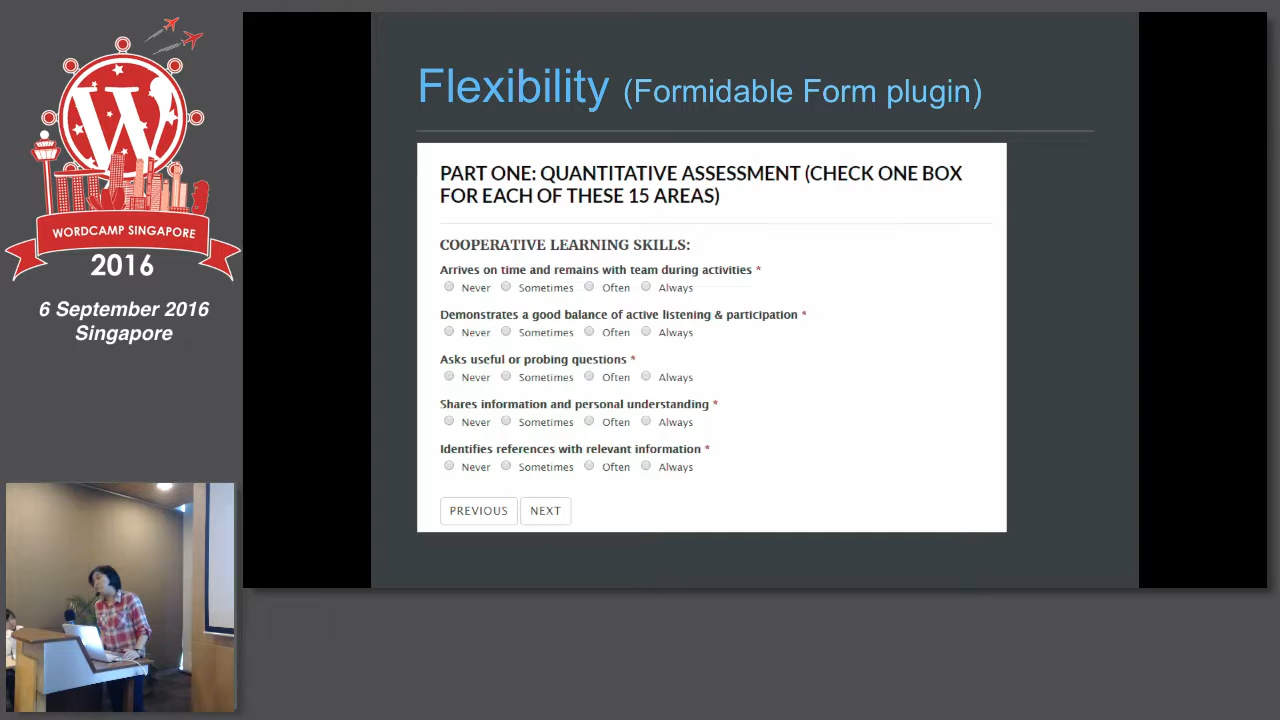 WORDCAMP SINGAPORE
2016
6 September 2016
Singapore
Flexibility (Formidable Form plugin)
PART ONE: QUANTITATIVE ASSESSMENT (CHECK ONE BOX
FOR EACH OF THESE 15 AREAS)
COOPERATIVE LEARNING SKILLS:
Arrives on time and remains with team during activities *
Never Sometimes Often Always
Demonstrates a good balance of active listening & participation *
Never Sometimes Often Always
Asks useful or probing questions *
Never Sometimes Often Always
Shares information and personal understanding *
Never Sometimes Often Always
Identifies references with relevant information *
Never Sometimes Often Always
PREVIOUS NEXT